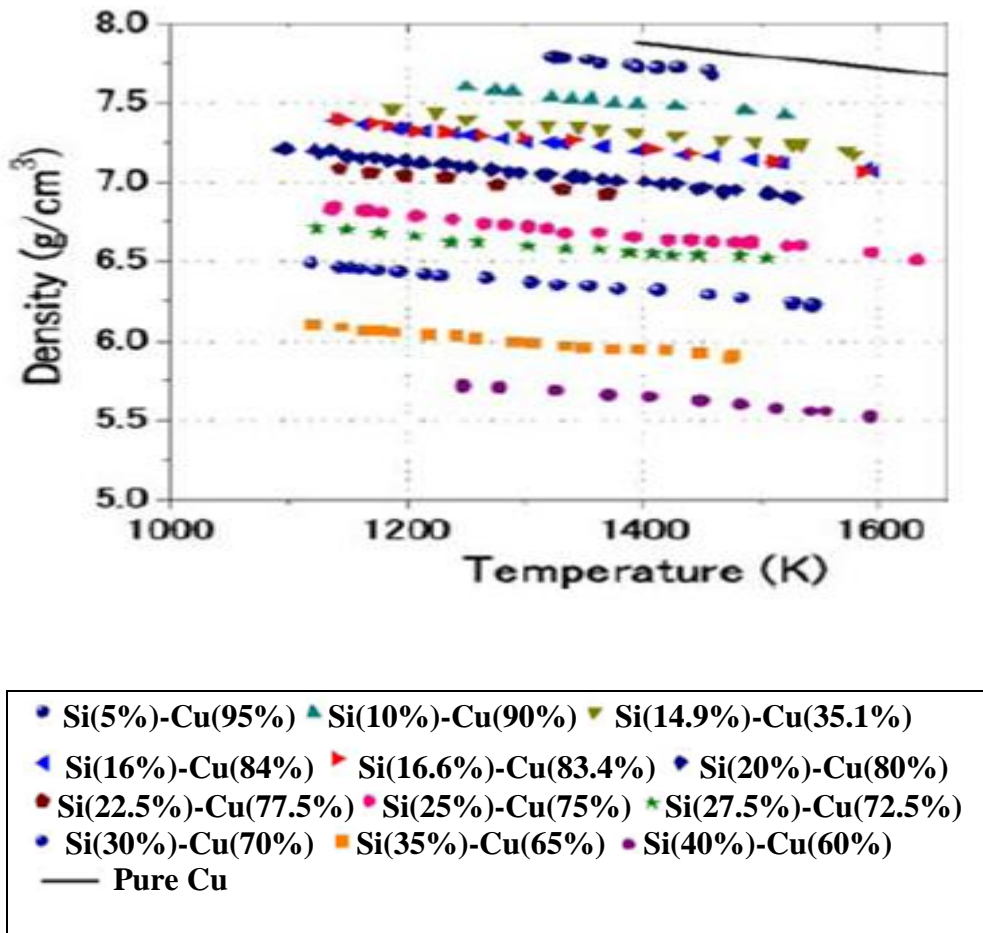 8.0
7.5
7.0
6.5
6.0
5.5
5.0
Density (g/cm³)
1000 1200 1400 1600
Temperature (K)
Si(5%)-Cu(95%) Si(10%)-Cu(90%) Si(14.9%)-Cu(35.1%)
Si(16%)-Cu(84%) Si(16.6%)-Cu(83.4%) Si(20%)-Cu(80%)
Si(22.5%)-Cu(77.5%) Si(25%)-Cu(75%) Si(27.5%)-Cu(72.5%)
Si(30%)-Cu(70%) Si(35%)-Cu(65%) Si(40%)-Cu(60%)
Pure Cu